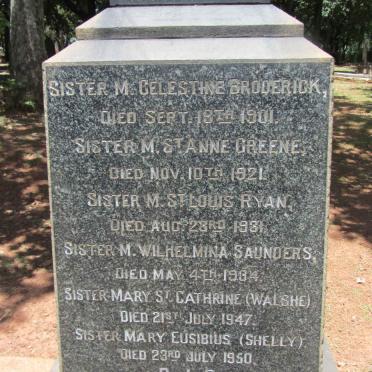 SISTER M. CELESTINE BRODERICK,
DIED SEPT. 18TH 1901.
SISTER M. ST ANNE GREENE,
DIED NOV. 10TH 1921.
SISTER M. ST LOUIS RYAN,
DIED AUG. 23RD 1931.
SISTER M. WILHELMINA SAUNDERS,
DIED MAY 4TH 1934.
SISTER MARY ST. CATHRINE (WALSHE)
DIED 21ST JULY 1947.
SISTER MARY EUSIBIUS (SHELLY)
DIED 23RD JULY 1950.